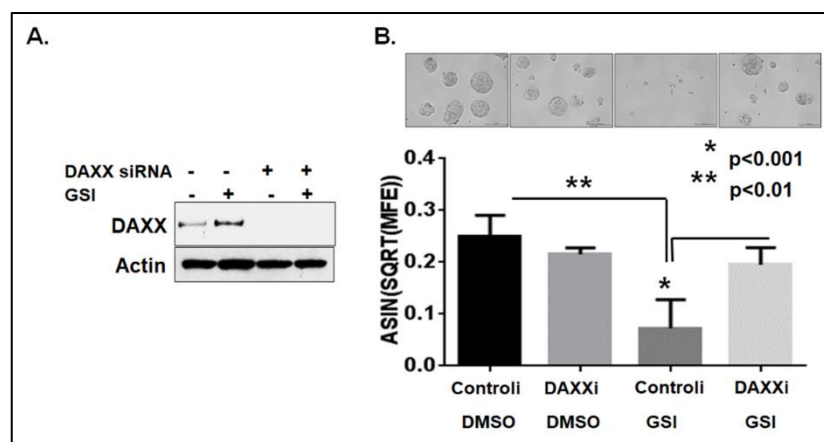 A.
DAXX siRNA - - + +
GSI - + - +
DAXX
Actin
B.
* p<0.001
** p<0.01
**
*
ASIN(SQRT(MFE))
0.4
0.3
0.2
0.1
0.0
Controli DAXXi Controli DAXXi
DMSO DMSO GSI GSI